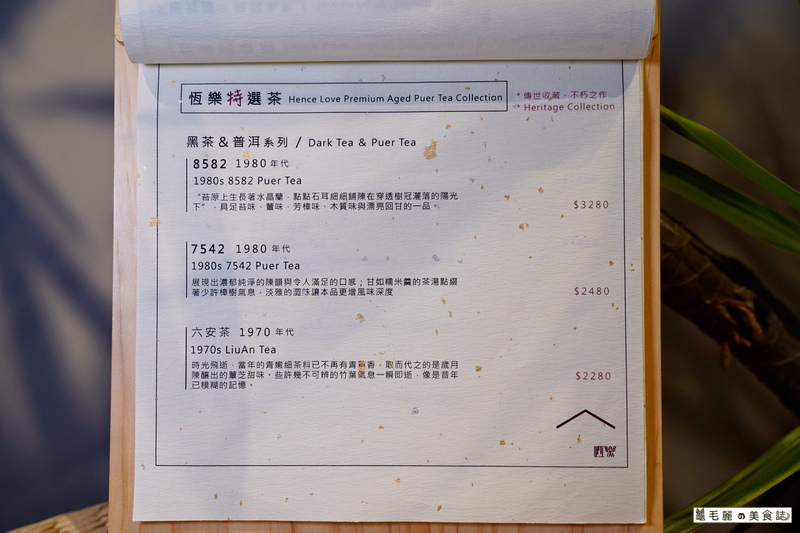 恆樂特選茶 Hence Love Premium Aged Puer Tea Collection
* 傳世收藏．不朽之作
* Heritage Collection
黑茶＆普洱系列 / Dark Tea & Puer Tea
8582 1980 年代
1980s 8582 Puer Tea
"苔原上生長著水晶蘭，點點石耳細細鋪陳在穿透樹冠灑落的陽光
下"，具足苔味、蕈味、芳樟味、木質味與漂亮回甘的一品。
$3280
7542 1980 年代
1980s 7542 Puer Tea
展現出濃郁純淨的陳韻與令人滿足的口感；甘如糯米羹的茶湯點綴
著少許樟樹氣息，淡雅的澀味讓本品更增風味深度
$2480
六安茶 1970 年代
1970s LiuAn Tea
時光飛逝，當年的青嫩細茶料已不再有青蘋香，取而代之的是歲月
陳釀出的蕈芝甜味。些許幾不可辨的竹葉氣息一瞬即逝，像是昔年
已模糊的記憶。
$2280
毛麗の美食誌